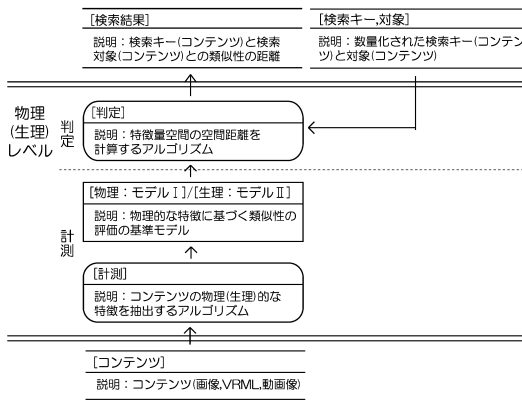 [検索結果]
説明：検索キー(コンテンツ)と検索
対象(コンテンツ)との類似性の距離
[検索キー,対象]
説明：数量化された検索キー(コンテン
ツ)と対象(コンテンツ)
物理
(生理)
レベル
判定
[判定]
説明：特徴量空間の空間距離を
計算するアルゴリズム
[物理：モデルⅠ]/[生理：モデルⅡ]
説明：物理的な特徴に基づく類似性の
評価の基準モデル
計測
[計測]
説明：コンテンツの物理(生理)的な
特徴を抽出するアルゴリズム
[コンテンツ]
説明：コンテンツ(画像,VRML,動画像)